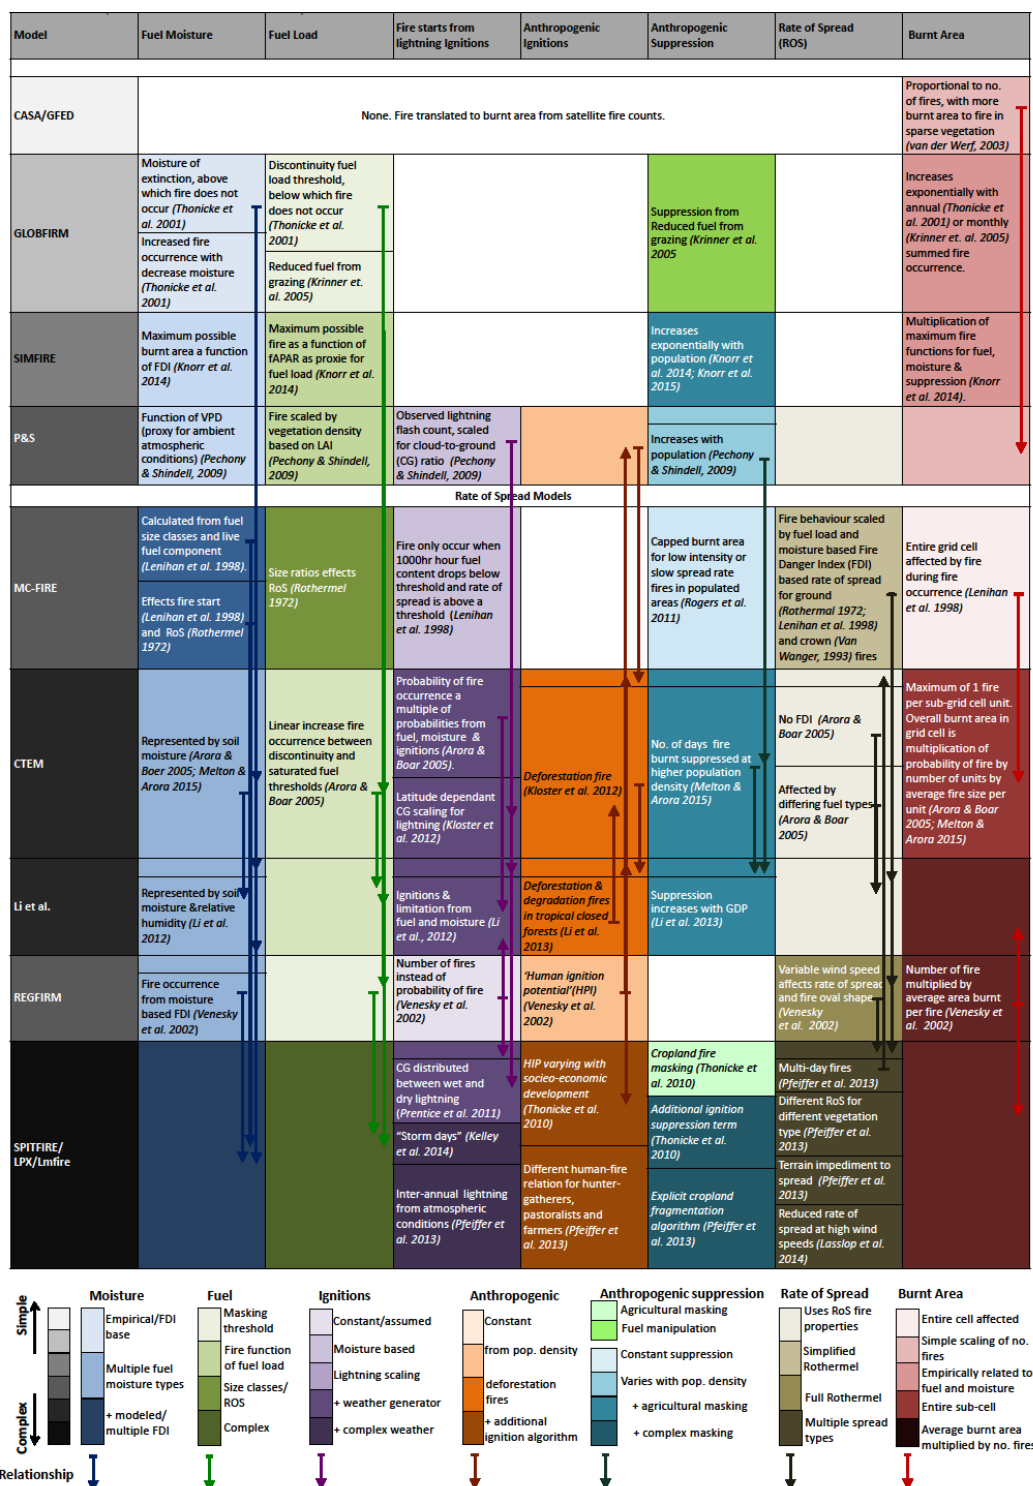 Model
Fuel Moisture
Fuel Load
Fire starts from
lightning Ignitions
Anthropogenic
Ignitions
Anthropogenic
Suppression
Rate of Spread
(ROS)
Burnt Area
CASA/GFED
None. Fire translated to burnt area from satellite fire counts.
Proportional to no.
of fires, with more
burnt area to fire in
sparse vegetation
(van der Werf, 2003)
GLOBFIRM
Moisture of
extinction, above
which fire does not
occur (Thonicke et
al. 2001)
Increased fire
occurrence with
decrease moisture
(Thonicke et al.
2001)
Discontinuity fuel
load threshold,
below which fire
does not occur
(Thonicke et al.
2001)
Reduced fuel from
grazing (Krinner et.
al. 2005)
Suppression from
Reduced fuel from
grazing (Krinner et al.
2005
Increases
exponentially with
annual (Thonicke et
al. 2001) or monthly
(Krinner et. al. 2005)
summed fire
occurrence.
SIMFIRE
Maximum possible
burnt area a function
of FDI (Knorr et al.
2014)
Maximum possible
fire as a function of
fAPAR as proxie for
fuel load (Knorr et
al. 2014)
Increases
exponentially with
population (Knorr et
al. 2014; Knorr et al.
2015)
Multiplication of
maximum fire
functions for fuel,
moisture &
suppression (Knorr
et al. 2014).
P&S
Function of VPD
(proxy for ambient
atmospheric
conditions) (Pechony
& Shindell, 2009)
Fire scaled by
vegetation density
based on LAI
(Pechony & Shindell,
2009)
Observed lightning
flash count, scaled
for cloud-to-ground
(CG) ratio (Pechony
& Shindell, 2009)
Increases with
population (Pechony
& Shindell, 2009)
Rate of Spread Models
MC-FIRE
Calculated from fuel
size classes and live
fuel component
(Lenihan et al. 1998).
Effects fire start
(Lenihan et al. 1998)
and RoS (Rothermel
1972)
Size ratios effects
RoS (Rothermel
1972)
Fire only occur when
1000hr hour fuel
content drops below
threshold and rate of
spread is above a
threshold (Lenihan
et al. 1998)
Capped burnt area
for low intensity or
slow spread rate
fires in populated
areas (Rogers et al.
2011)
Fire behaviour scaled
by fuel load and
moisture based Fire
Danger Index (FDI)
based rate of spread
for ground
(Rothermal 1972;
Lenihan et al. 1998)
and crown (Van
Wanger, 1993) fires
Entire grid cell
affected by fire
during fire
occurrence (Lenihan
et al. 1998)
CTEM
Represented by soil
moisture (Arora &
Boer 2005; Melton &
Arora 2015)
Linear increase fire
occurrence between
discontinuity and
saturated fuel
thresholds (Arora &
Boar 2005)
Probability of fire
occurrence a
multiple of
probabilities from
fuel, moisture &
ignitions (Arora &
Boar 2005).
Latitude dependant
CG scaling for
lightning (Kloster et
al. 2012)
Deforestation fire
(Kloster et al. 2012)
No. of days fire
burnt suppressed at
higher population
density (Melton &
Arora 2015)
No FDI (Arora &
Boar 2005)
Affected by
differing fuel types
(Arora & Boar
2005)
Maximum of 1 fire
per sub-grid cell unit.
Overall burnt area in
grid cell is
multiplication of
probability of fire by
number of units by
average fire size per
unit (Arora & Boar
2005; Melton &
Arora 2015)
Li et al.
Represented by soil
moisture &relative
humidity (Li et al.
2012)
Ignitions &
limitation from
fuel and moisture (Li
et al., 2012)
Deforestation &
degradation fires
in tropical closed
forests (Li et al.
2013)
Suppression
increases with GDP
(Li et al. 2013)
REGFIRM
Fire occurrence
from moisture
based FDI (Venesky
et al. 2002)
Number of fires
instead of
probability of fire
(Venesky et al.
2002)
'Human ignition
potential'(HPI)
(Venesky et al.
2002)
Variable wind speed
affects rate of spread
and fire oval shape
(Venesky
et al. 2002)
Number of fire
multiplied by
average area burnt
per fire (Venesky et
al. 2002)
SPITFIRE/
LPX/Lmfire
CG distributed
between wet and
dry lightning
(Prentice et al. 2011)
"Storm days" (Kelley
et al. 2014)
Inter-annual lightning
from atmospheric
conditions (Pfeiffer et
al. 2013)
HIP varying with
socieo-economic
development
(Thonicke et al.
2010)
Different human-fire
relation for hunter-
gatherers,
pastoralists and
farmers (Pfeiffer et
al. 2013)
Cropland fire
masking (Thonicke et
al. 2010)
Additional ignition
suppression term
(Thonicke et al.
2010)
Explicit cropland
fragmentation
algorithm (Pfeiffer et
al. 2013)
Multi-day fires
(Pfeiffer et al. 2013)
Different RoS for
different vegetation
type (Pfeiffer et al.
2013)
Terrain impediment to
spread (Pfeiffer et al.
2013)
Reduced rate of
spread at high wind
speeds (Lasslop et al.
2014)
Simple
Complex
Moisture
Empirical/FDI
base
Multiple fuel
moisture types
+ modeled/
multiple FDI
Fuel
Masking
threshold
Fire function
of fuel load
Size classes/
ROS
Complex
Ignitions
Constant/assumed
Moisture based
Lightning scaling
+ weather generator
+ complex weather
Anthropogenic
Constant
from pop. density
deforestation
fires
+ additional
ignition algorithm
Anthropogenic suppression
Agricultural masking
Fuel manipulation
Constant suppression
Varies with pop. density
+ agricultural masking
+ complex masking
Rate of Spread
Uses RoS fire
properties
Simplified
Rothermel
Full Rothermel
Multiple spread
types
Burnt Area
Entire cell affected
Simple scaling of no.
fires
Empirically related to
fuel and moisture
Entire sub-cell
Average burnt area
multiplied by no. fires
Relationship